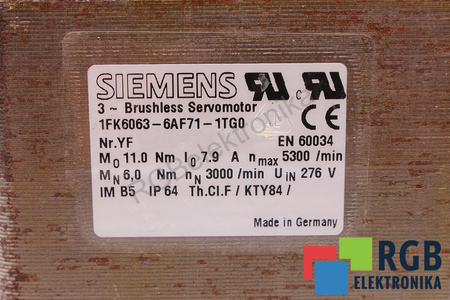 SIEMENS
3 ~ Brushless Servomotor
1FK6063-6AF71-1TG0
Nr.YF EN 60034
M0 11.0 Nm I0 7.9 A nmax 5300 /min
MN 6,0 Nm nN 3000 /min UiN 276 V
IM B5 IP 64 Th.Cl.F / KTY84 /
Made in Germany
RGB elektronika
RGB
ELEKTRONIKA